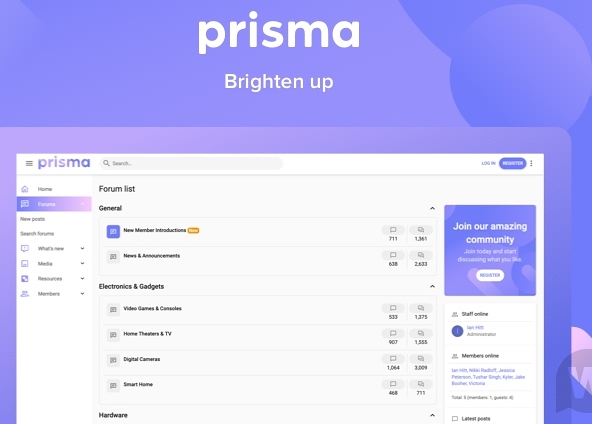 prisma
Brighten up
prisma
Search..
LOG IN
REGISTER
Home
Forums
New posts
Search forums
What's new
Media
Resources
Members
Forum list
General
New Member Introductions New
711
1,361
News & Announcements
638
2,633
Electronics & Gadgets
Video Games & Consoles
533
1,375
Home Theaters & TV
907
1,555
Digital Cameras
1,064
3,009
Smart Home
468
711
Hardware
Join our amazing
community
Join today and start
discussing what you like
REGISTER
Staff online
Ian Hitt
Administrator
Members online
Ian Hitt, Nikki Radloff, Jessica
Peterson, Tushar Singh, Kyler, Jake
Boother, Victoria
Total: 5 (members: 1, guests: 4)
Latest posts
W